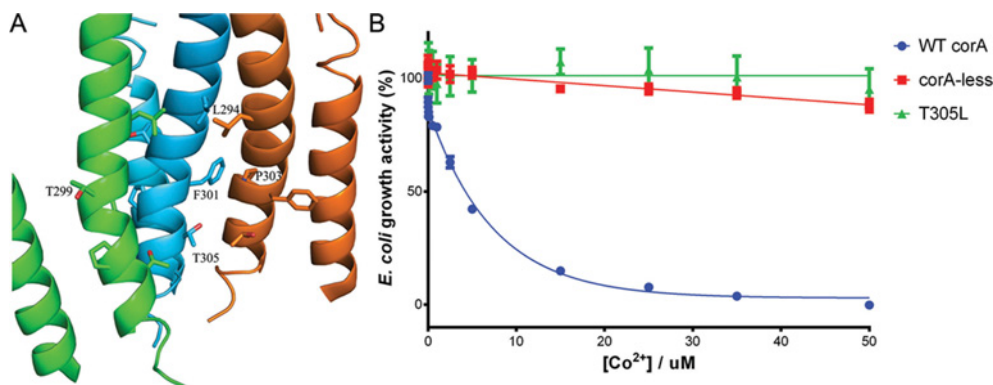 A
L294
T299
F301
P303
T305
B
E. coli growth activity (%)
100
50
0
0
10
20
30
40
50
[Co²⁺] / uM
WT corA
corA-less
T305L